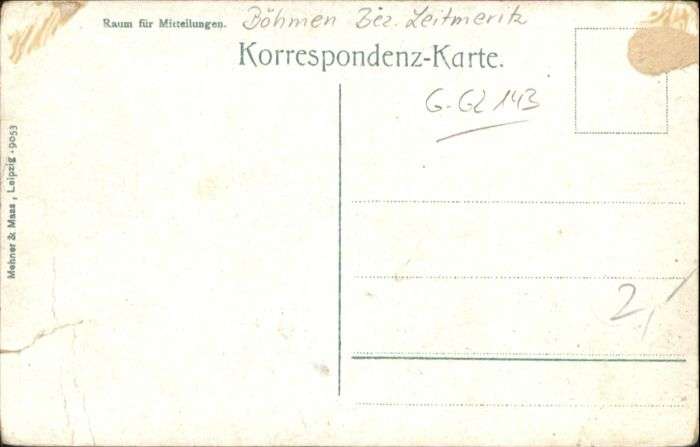 Raum für Mitteilungen. Böhmen Bez. Leitmeritz
Korrespondenz-Karte.
G-GL 143
Mehner & Maas, Leipzig · 9053
2,